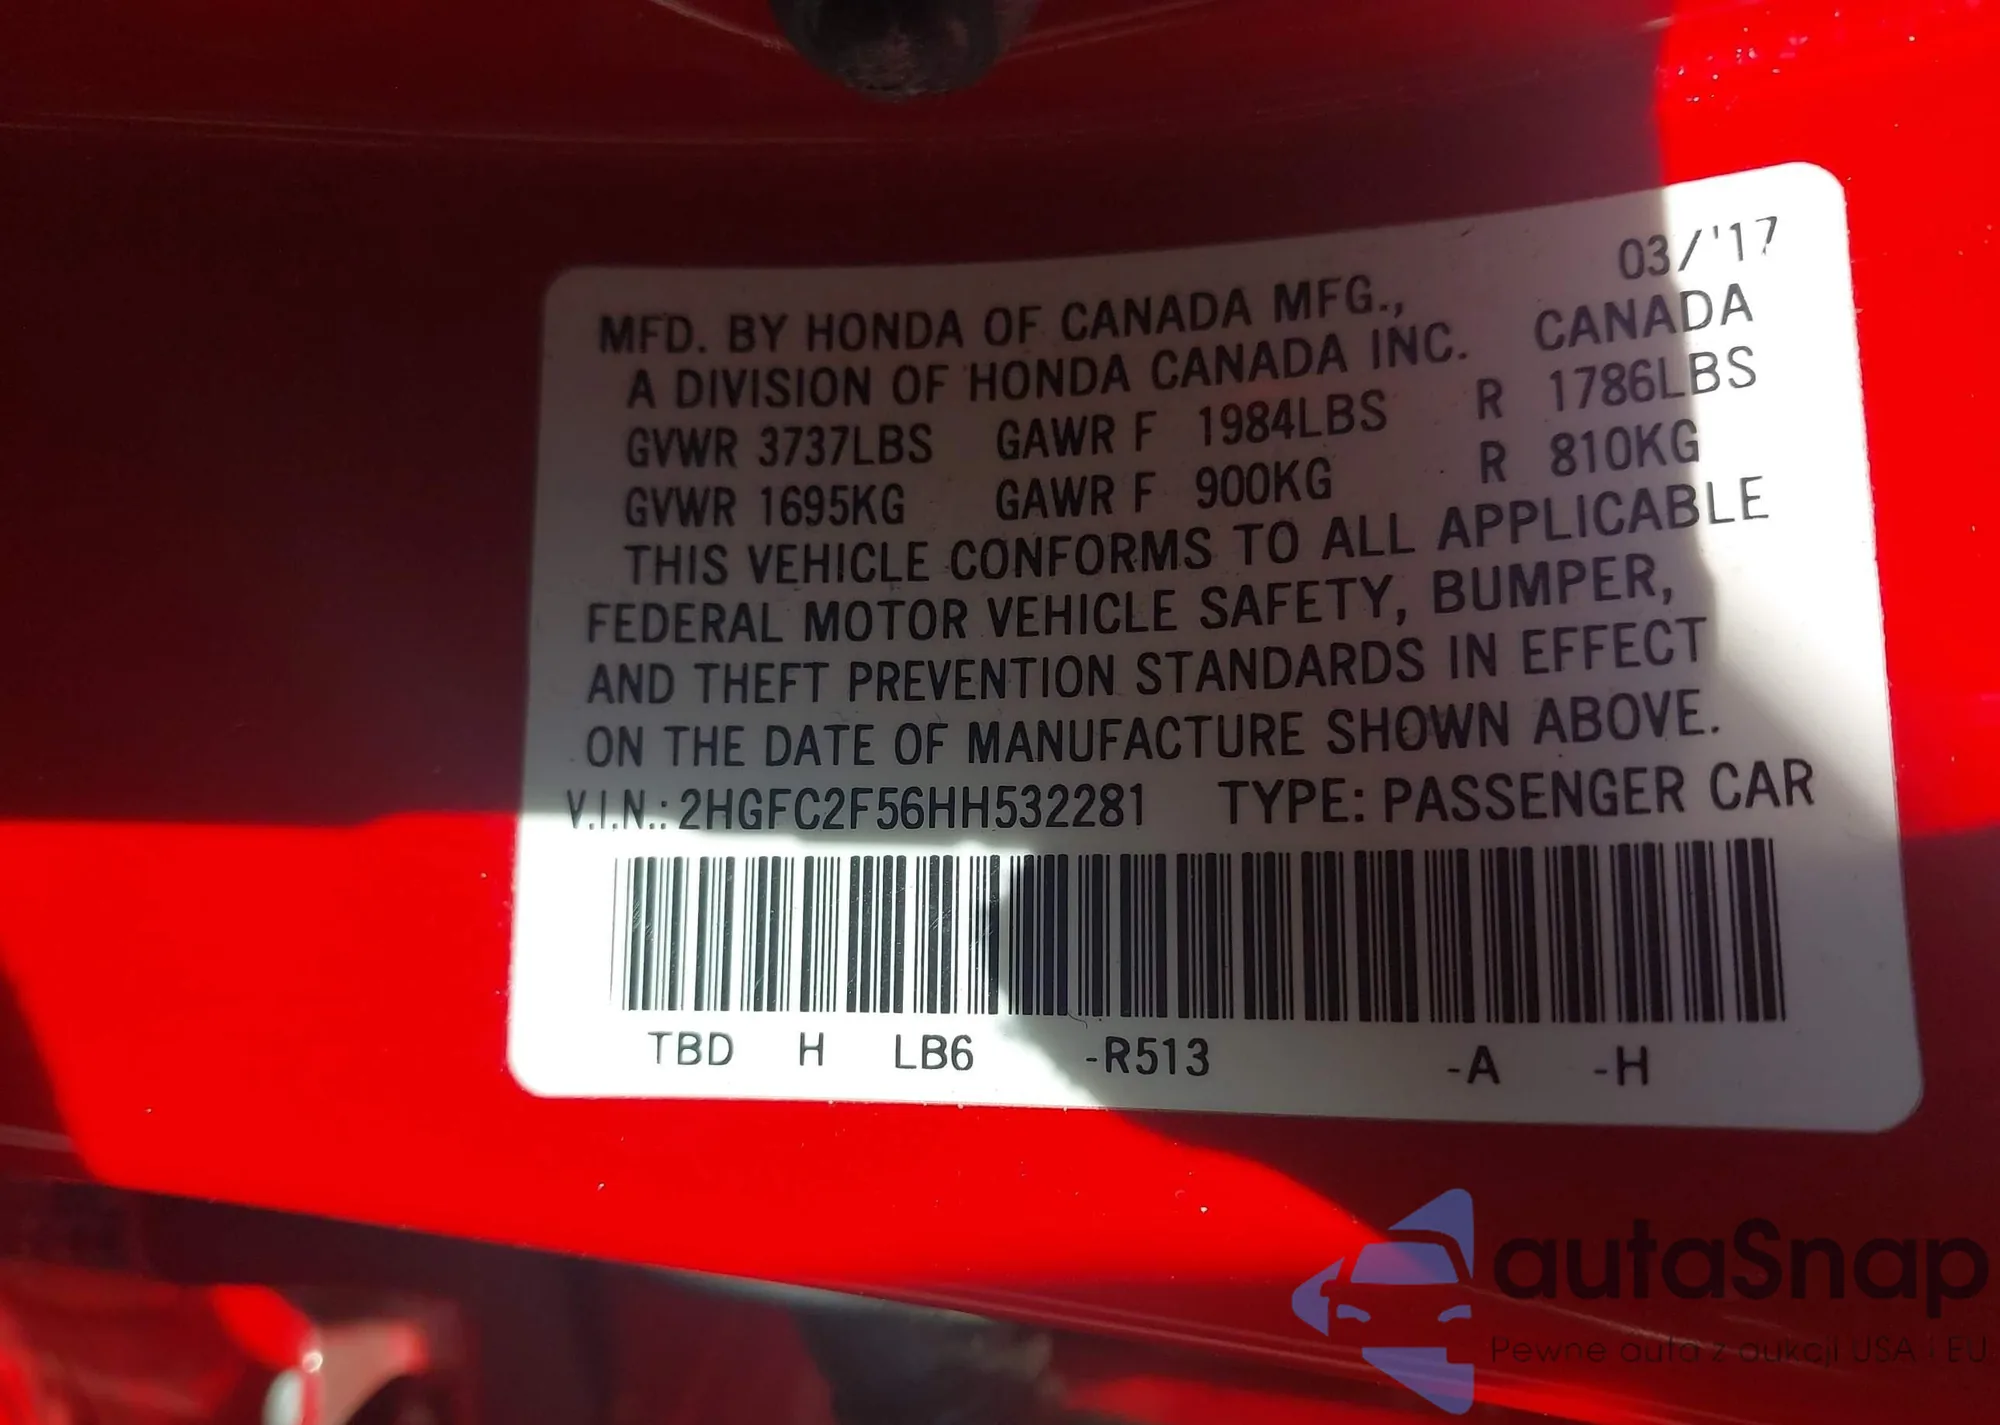 03/'17
MFD. BY HONDA OF CANADA MFG.,
A DIVISION OF HONDA CANADA INC. CANADA
GVWR 3737LBS GAWR F 1984LBS R 1786LBS
GVWR 1695KG GAWR F 900KG R 810KG
THIS VEHICLE CONFORMS TO ALL APPLICABLE
FEDERAL MOTOR VEHICLE SAFETY, BUMPER,
AND THEFT PREVENTION STANDARDS IN EFFECT
ON THE DATE OF MANUFACTURE SHOWN ABOVE.
V.I.N.: 2HGFC2F56HH532281 TYPE: PASSENGER CAR
TBD H LB6 -R513 -A -H
autaSnap
Pewne auta z aukcji USA i EU